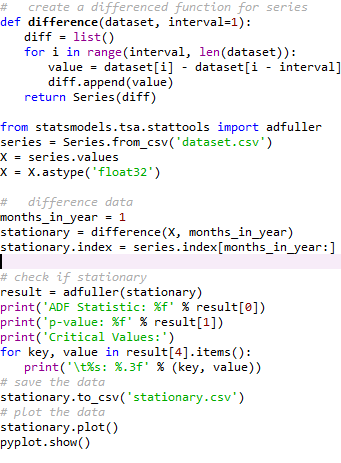 #   create a differenced function for series
def difference(dataset, interval=1):
    diff = list()
    for i in range(interval, len(dataset)):
        value = dataset[i] - dataset[i - interval]
        diff.append(value)
    return Series(diff)

from statsmodels.tsa.stattools import adfuller
series = Series.from_csv('dataset.csv')
X = series.values
X = X.astype('float32')

#   difference data
months_in_year = 1
stationary = difference(X, months_in_year)
stationary.index = series.index[months_in_year:]

# check if stationary
result = adfuller(stationary)
print('ADF Statistic: %f' % result[0])
print('p-value: %f' % result[1])
print('Critical Values:')
for key, value in result[4].items():
    print('\t%s: %.3f' % (key, value))
# save the data
stationary.to_csv('stationary.csv')
# plot the data
stationary.plot()
pyplot.show()